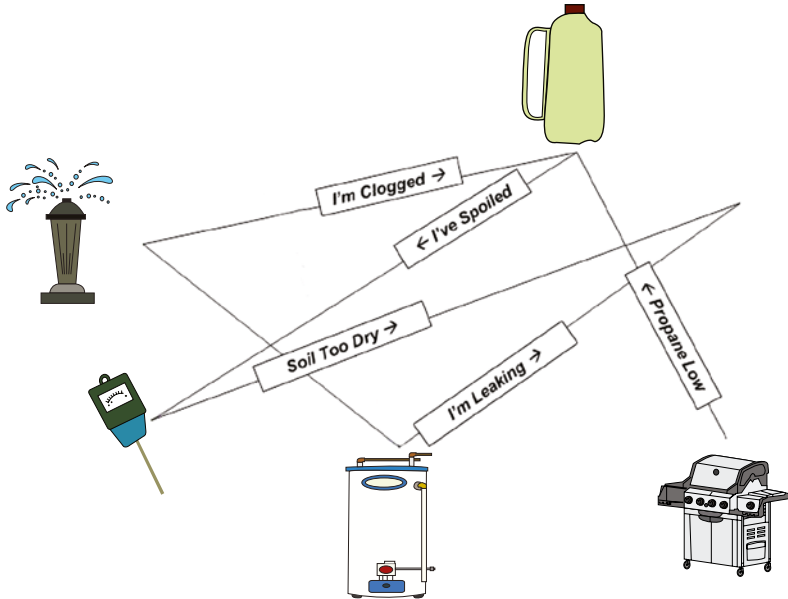 I'm Clogged →
← I've Spoiled
Soil Too Dry →
I'm Leaking →
← Propane Low